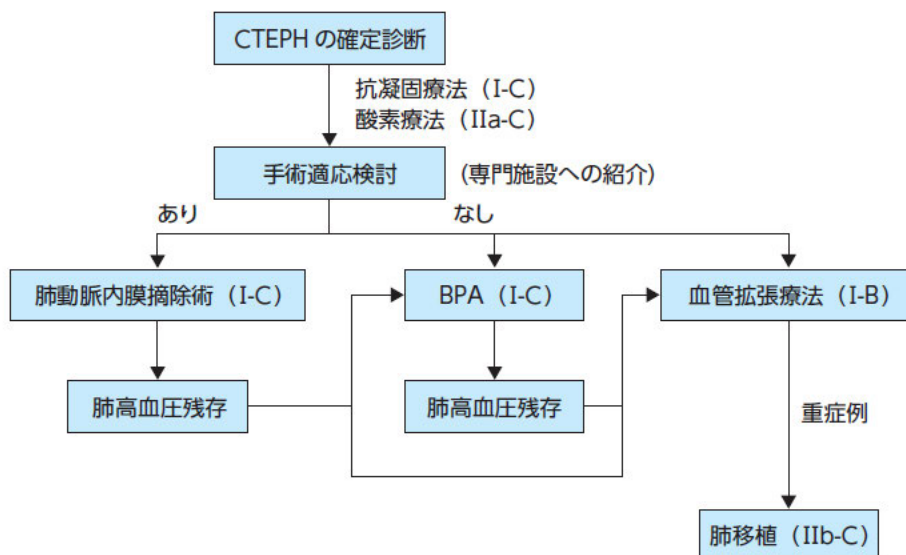 CTEPH の確定診断
抗凝固療法（I-C）
酸素療法（IIa-C）
手術適応検討
(専門施設への紹介)
あり
なし
肺動脈内膜摘除術（I-C）
BPA（I-C）
血管拡張療法（I-B）
肺高血圧残存
肺高血圧残存
重症例
肺移植（IIb-C）